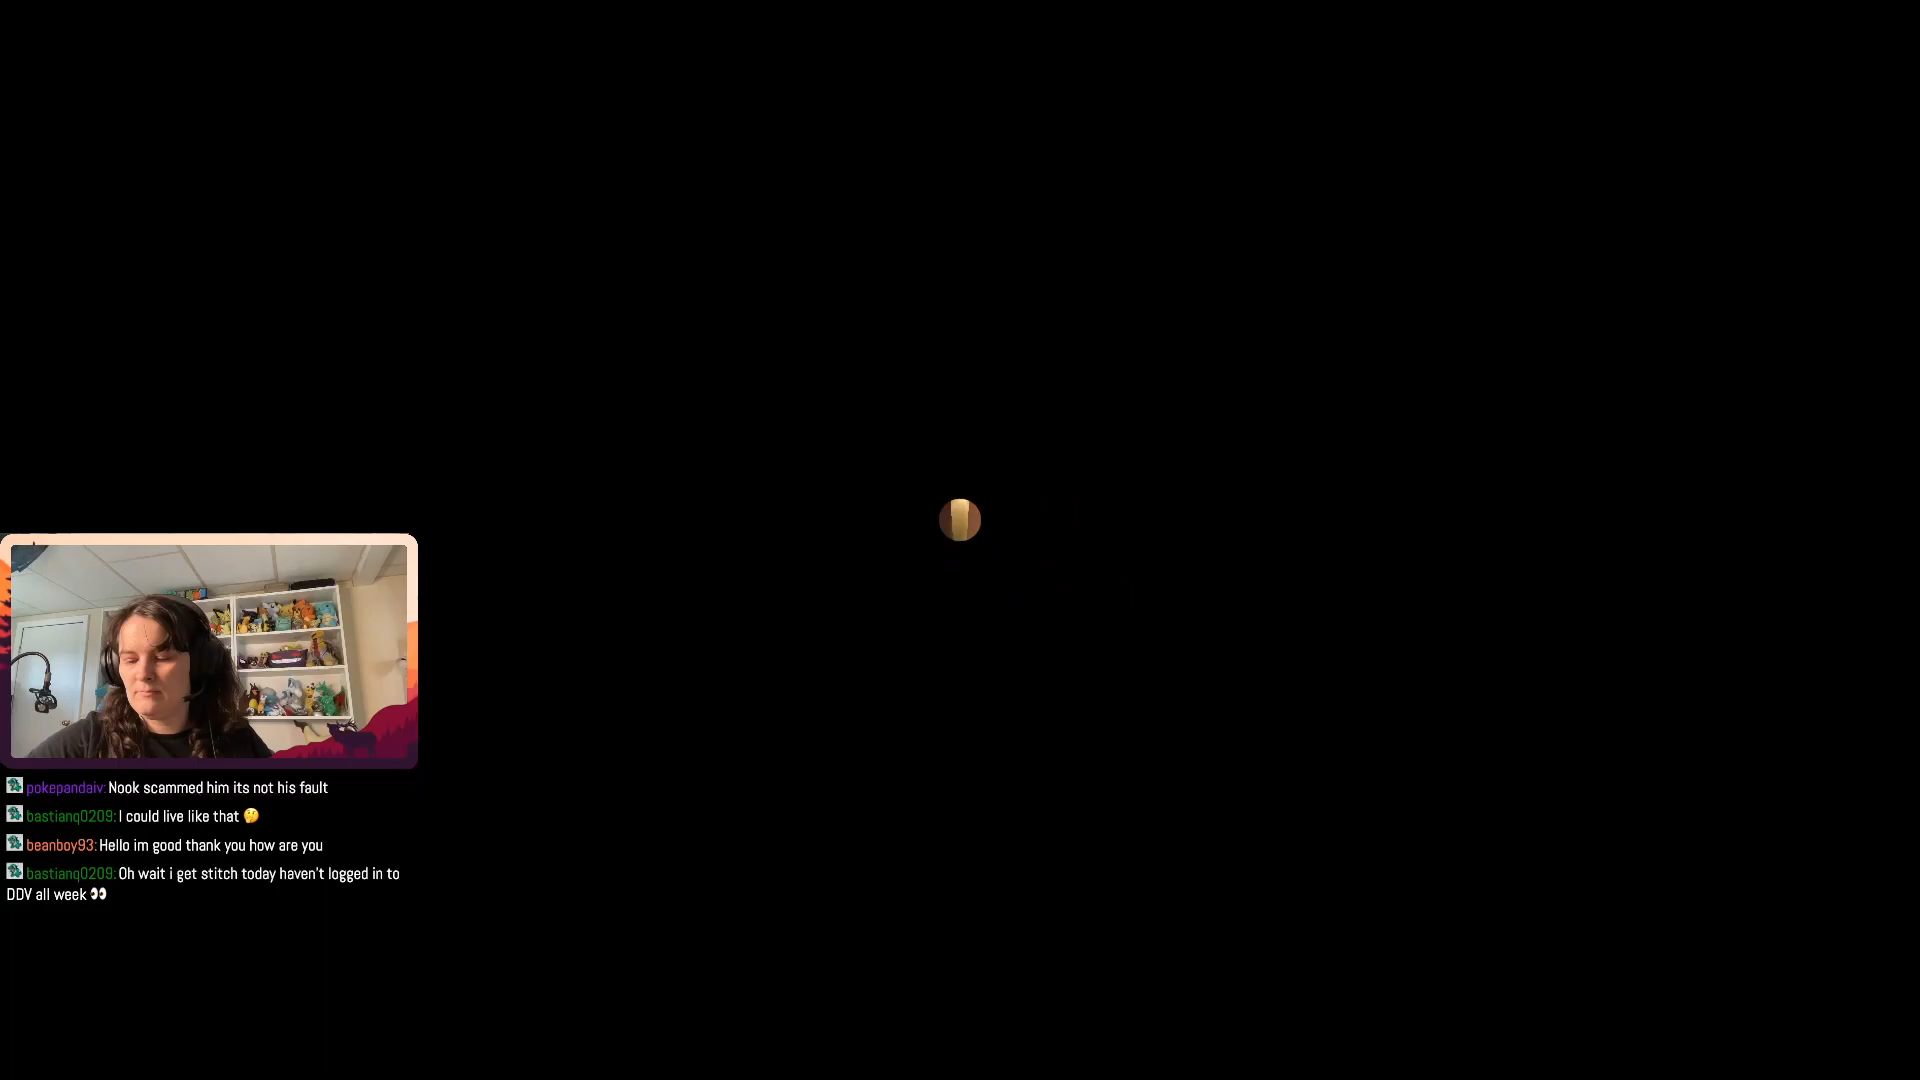 pokepandaiv: Nook scammed him its not his fault
bastianq0209: I could live like that 🤔
beanboy93: Hello im good thank you how are you
bastianq0209: Oh wait i get stitch today haven't logged in to
DDV all week 👀